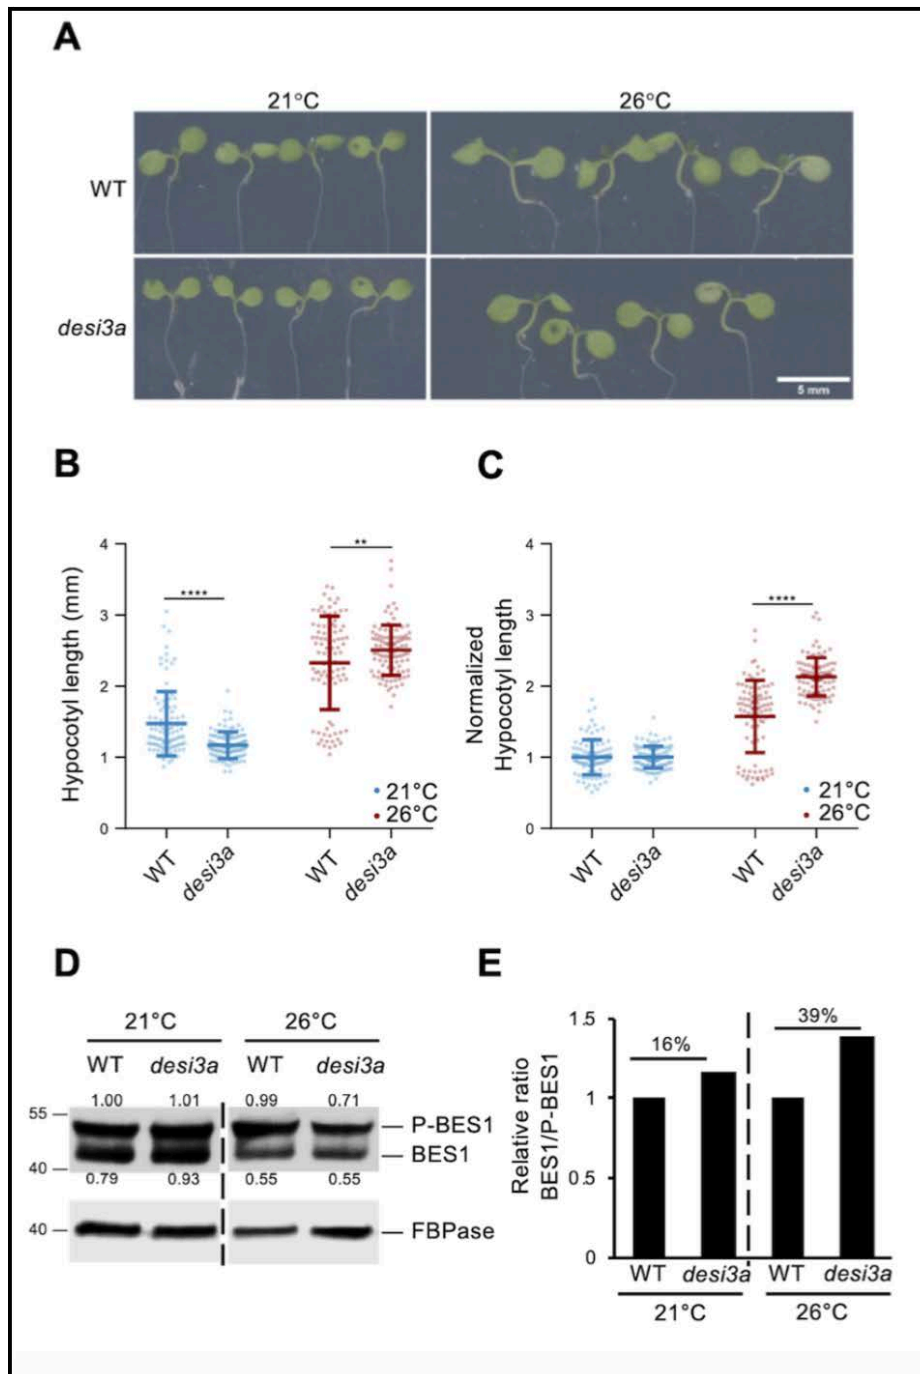 A
21°C 26°C
WT
desi3a
5 mm
B
C
Hypocotyl length (mm)
4
3
2
1
0
****
**
21°C
26°C
WT
desi3a
WT
desi3a
Normalized
Hypocotyl length
4
3
2
1
0
****
21°C
26°C
WT
desi3a
WT
desi3a
D
21°C 26°C
WT desi3a WT desi3a
1.00 1.01 0.99 0.71
55
P-BES1
BES1
40
0.79 0.93 0.55 0.55
40
FBPase
E
Relative ratio
BES1/P-BES1
1.5
1
0.5
0
16%
39%
WT desi3a WT desi3a
21°C 26°C